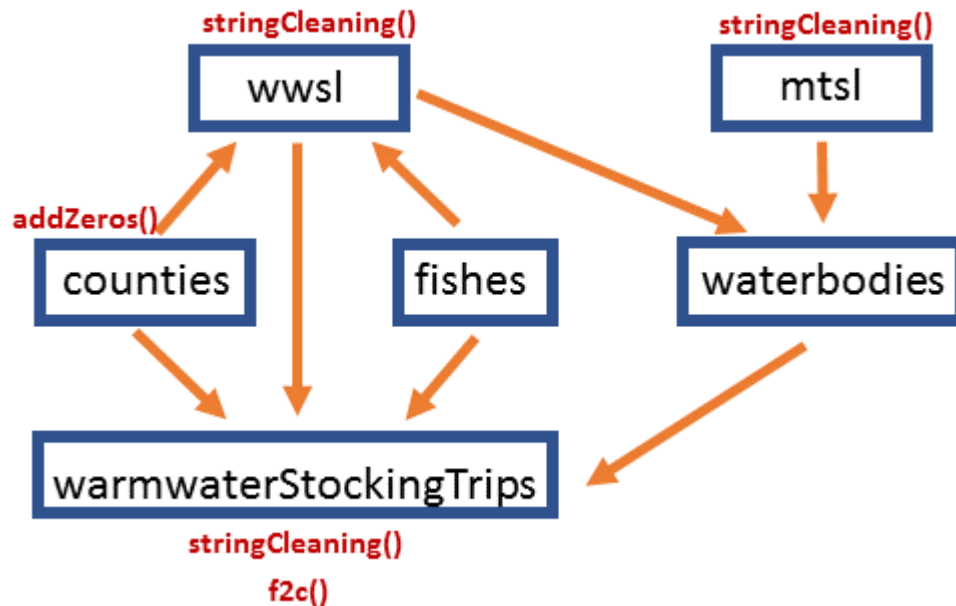 stringCleaning()
stringCleaning()
wwsl
mtsl
addZeros()
counties
fishes
waterbodies
warmwaterStockingTrips
stringCleaning()
f2c()